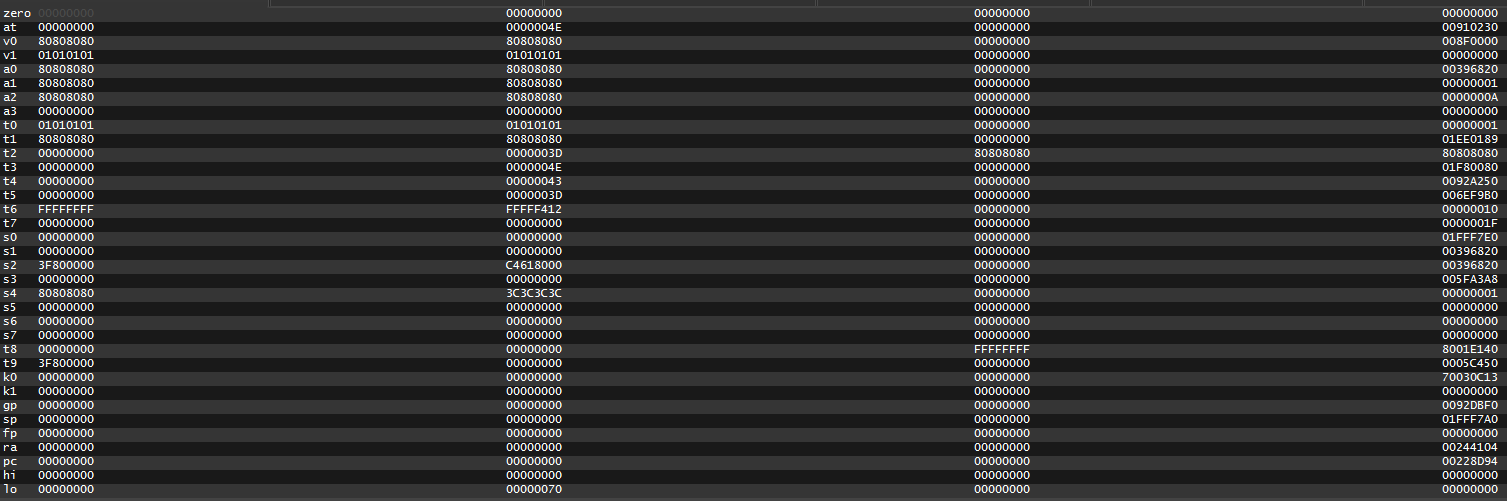 zero 00000000 00000000 00000000 00000000
at 00000000 0000004E 00000000 00910230
v0 80808080 80808080 00000000 008F0000
v1 01010101 01010101 00000000 00000000
a0 80808080 80808080 00000000 00396820
a1 80808080 80808080 00000000 00000001
a2 80808080 80808080 00000000 0000000A
a3 00000000 00000000 00000000 00000000
t0 01010101 01010101 00000000 00000001
t1 80808080 80808080 00000000 01EE0189
t2 00000000 0000003D 80808080 80808080
t3 00000000 0000004E 00000000 01F80080
t4 00000000 00000043 00000000 0092A250
t5 00000000 0000003D 00000000 006EF9B0
t6 FFFFFFFF FFFFF412 00000000 00000010
t7 00000000 00000000 00000000 0000001F
s0 00000000 00000000 00000000 01FFF7E0
s1 00000000 00000000 00000000 00396820
s2 3F800000 C4618000 00000000 00396820
s3 00000000 00000000 00000000 005FA3A8
s4 80808080 3C3C3C3C 00000000 00000001
s5 00000000 00000000 00000000 00000000
s6 00000000 00000000 00000000 00000000
s7 00000000 00000000 00000000 00000000
t8 00000000 00000000 FFFFFFFF 8001E140
t9 3F800000 00000000 00000000 0005C450
k0 00000000 00000000 00000000 70030C13
k1 00000000 00000000 00000000 00000000
gp 00000000 00000000 00000000 0092DBF0
sp 00000000 00000000 00000000 01FFF7A0
fp 00000000 00000000 00000000 00000000
ra 00000000 00000000 00000000 00244104
pc 00000000 00000000 00000000 00228D94
hi 00000000 00000000 00000000 00000000
lo 00000000 00000070 00000000 00000000